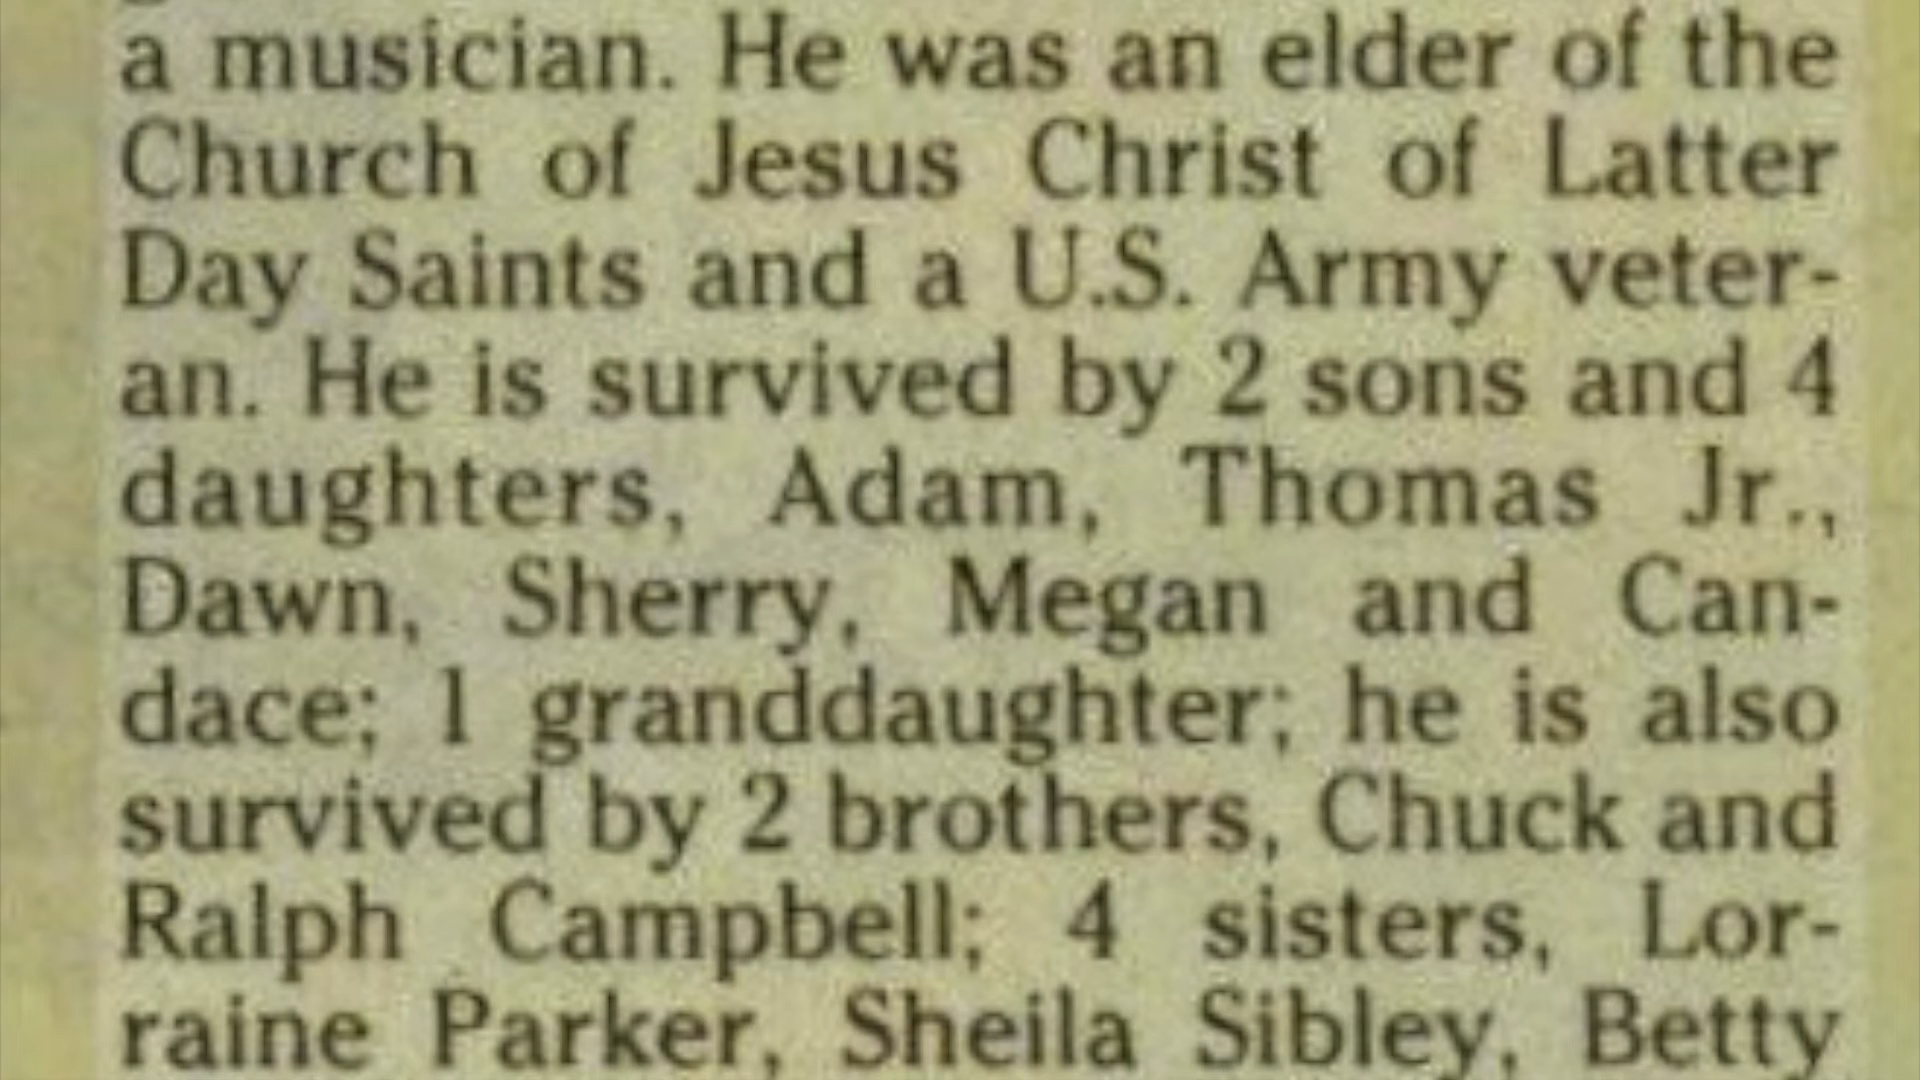 a musician. He was an elder of the
Church of Jesus Christ of Latter
Day Saints and a U.S. Army veter-
an. He is survived by 2 sons and 4
daughters, Adam, Thomas Jr.,
Dawn, Sherry, Megan and Can-
dace; 1 granddaughter; he is also
survived by 2 brothers, Chuck and
Ralph Campbell; 4 sisters, Lor-
raine Parker, Sheila Sibley, Betty